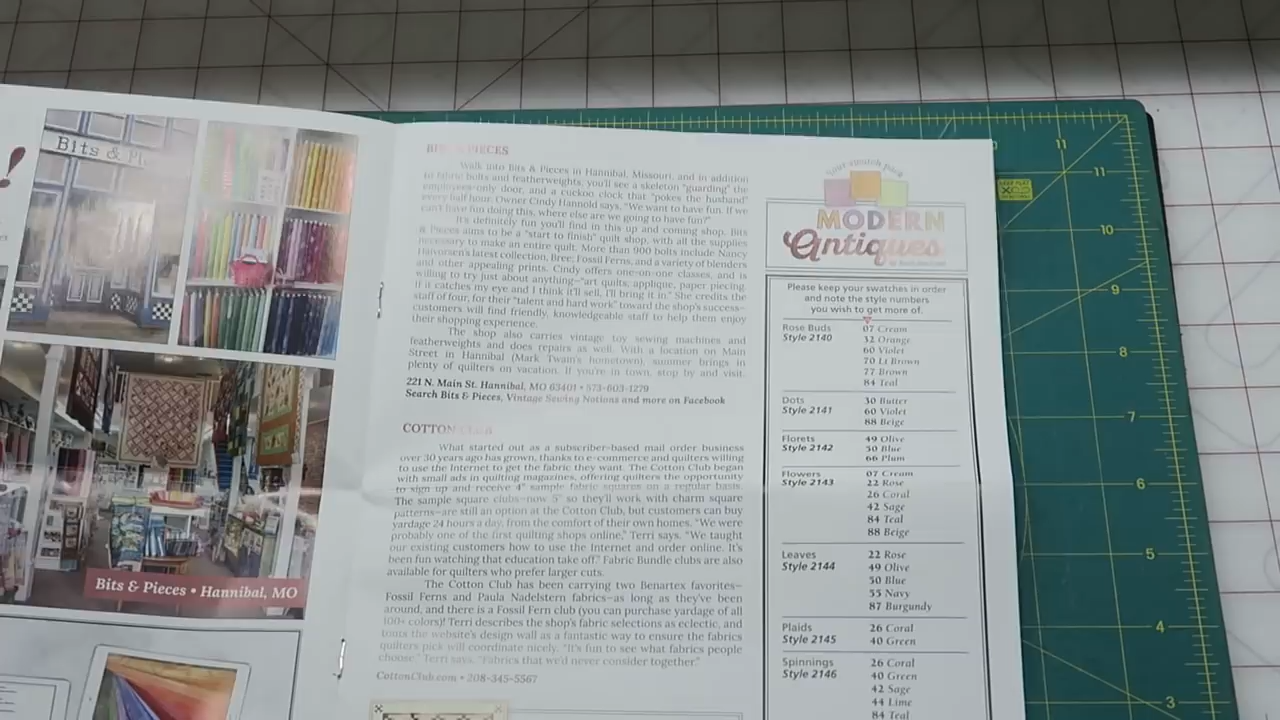 Bits & Pi
Bits & Pieces • Hannibal, MO
PIECES
Walk into Bits & Pieces in Hannibal, Missouri, and in addition
to fabric bolts and featherweights, you'll see a skeleton "guarding" the
employees-only door, and a cuckoo clock that "pokes the husband"
every half hour. Owner Cindy Hannold says, "We want to have fun. If we
can't have fun doing this, where else are we going to have fun?"
It's definitely fun you'll find in this up and coming shop. Bits
& Pieces aims to be a "start to finish" quilt shop, with all the supplies
necessary to make an entire quilt. More than 900 bolts include Nancy
Halvorsen's latest collection, Bree; Fossil Ferns, and a variety of blenders
and other appealing prints. Cindy offers one-on-one classes, and is
willing to try just about anything—"art quilts, applique, paper piecing.
If it catches my eye and I think it'll sell, I'll bring it in." She credits the
staff of four, for their "talent and hard work" toward the shop's success—
customers will find friendly, knowledgeable staff to help them enjoy
their shopping experience.
The shop also carries vintage toy sewing machines and
featherweights and does repairs as well. With a location on Main
Street in Hannibal (Mark Twain's hometown), summer brings in
plenty of quilters on vacation. If you're in town, stop by and visit.
221 N. Main St. Hannibal, MO 63401 • 573-603-1279
Search Bits & Pieces, Vintage Sewing Notions and more on Facebook
COTTON CLUB
What started out as a subscriber-based mail order business
over 30 years ago has grown, thanks to e-commerce and quilters willing
to use the Internet to get the fabric they want. The Cotton Club began
with small ads in quilting magazines, offering quilters the opportunity
to sign up and receive 4" sample fabric squares on a regular basis.
The sample square clubs—now 5" so they'll work with charm square
patterns—are still an option at the Cotton Club, but customers can buy
yardage 24 hours a day, from the comfort of their own homes. "We were
probably one of the first quilting shops online," Terri says. "We taught
our existing customers how to use the Internet and order online. It's
been fun watching that education take off." Fabric Bundle clubs are also
available for quilters who prefer larger cuts.
The Cotton Club has been carrying two Benartex favorites—
Fossil Ferns and Paula Nadelstern fabrics—as long as they've been
around, and there is a Fossil Fern club (you can purchase yardage of all
100+ colors)! Terri describes the shop's fabric selections as eclectic, and
touts the website's design wall as a fantastic way to ensure the fabrics
quilters pick will coordinate nicely. "It's fun to see what fabrics people
choose," Terri says. "Fabrics that we'd never consider together."
CottonClub.com • 208-345-5567
Your swatch pack
MODERN
Antiques
Please keep your swatches in order
and note the style numbers
you wish to get more of.
Rose Buds 07 Cream
Style 2140 32 Orange
60 Violet
70 Lt Brown
77 Brown
84 Teal
Dots 30 Butter
Style 2141 60 Violet
88 Beige
Florets 49 Olive
Style 2142 50 Blue
66 Plum
Flowers 07 Cream
Style 2143 22 Rose
26 Coral
42 Sage
84 Teal
88 Beige
Leaves 22 Rose
Style 2144 49 Olive
50 Blue
55 Navy
87 Burgundy
Plaids 26 Coral
Style 2145 40 Green
Spinnings 26 Coral
Style 2146 40 Green
42 Sage
44 Lime
84 Teal
11
11
10
9
8
7
6
5
4
3